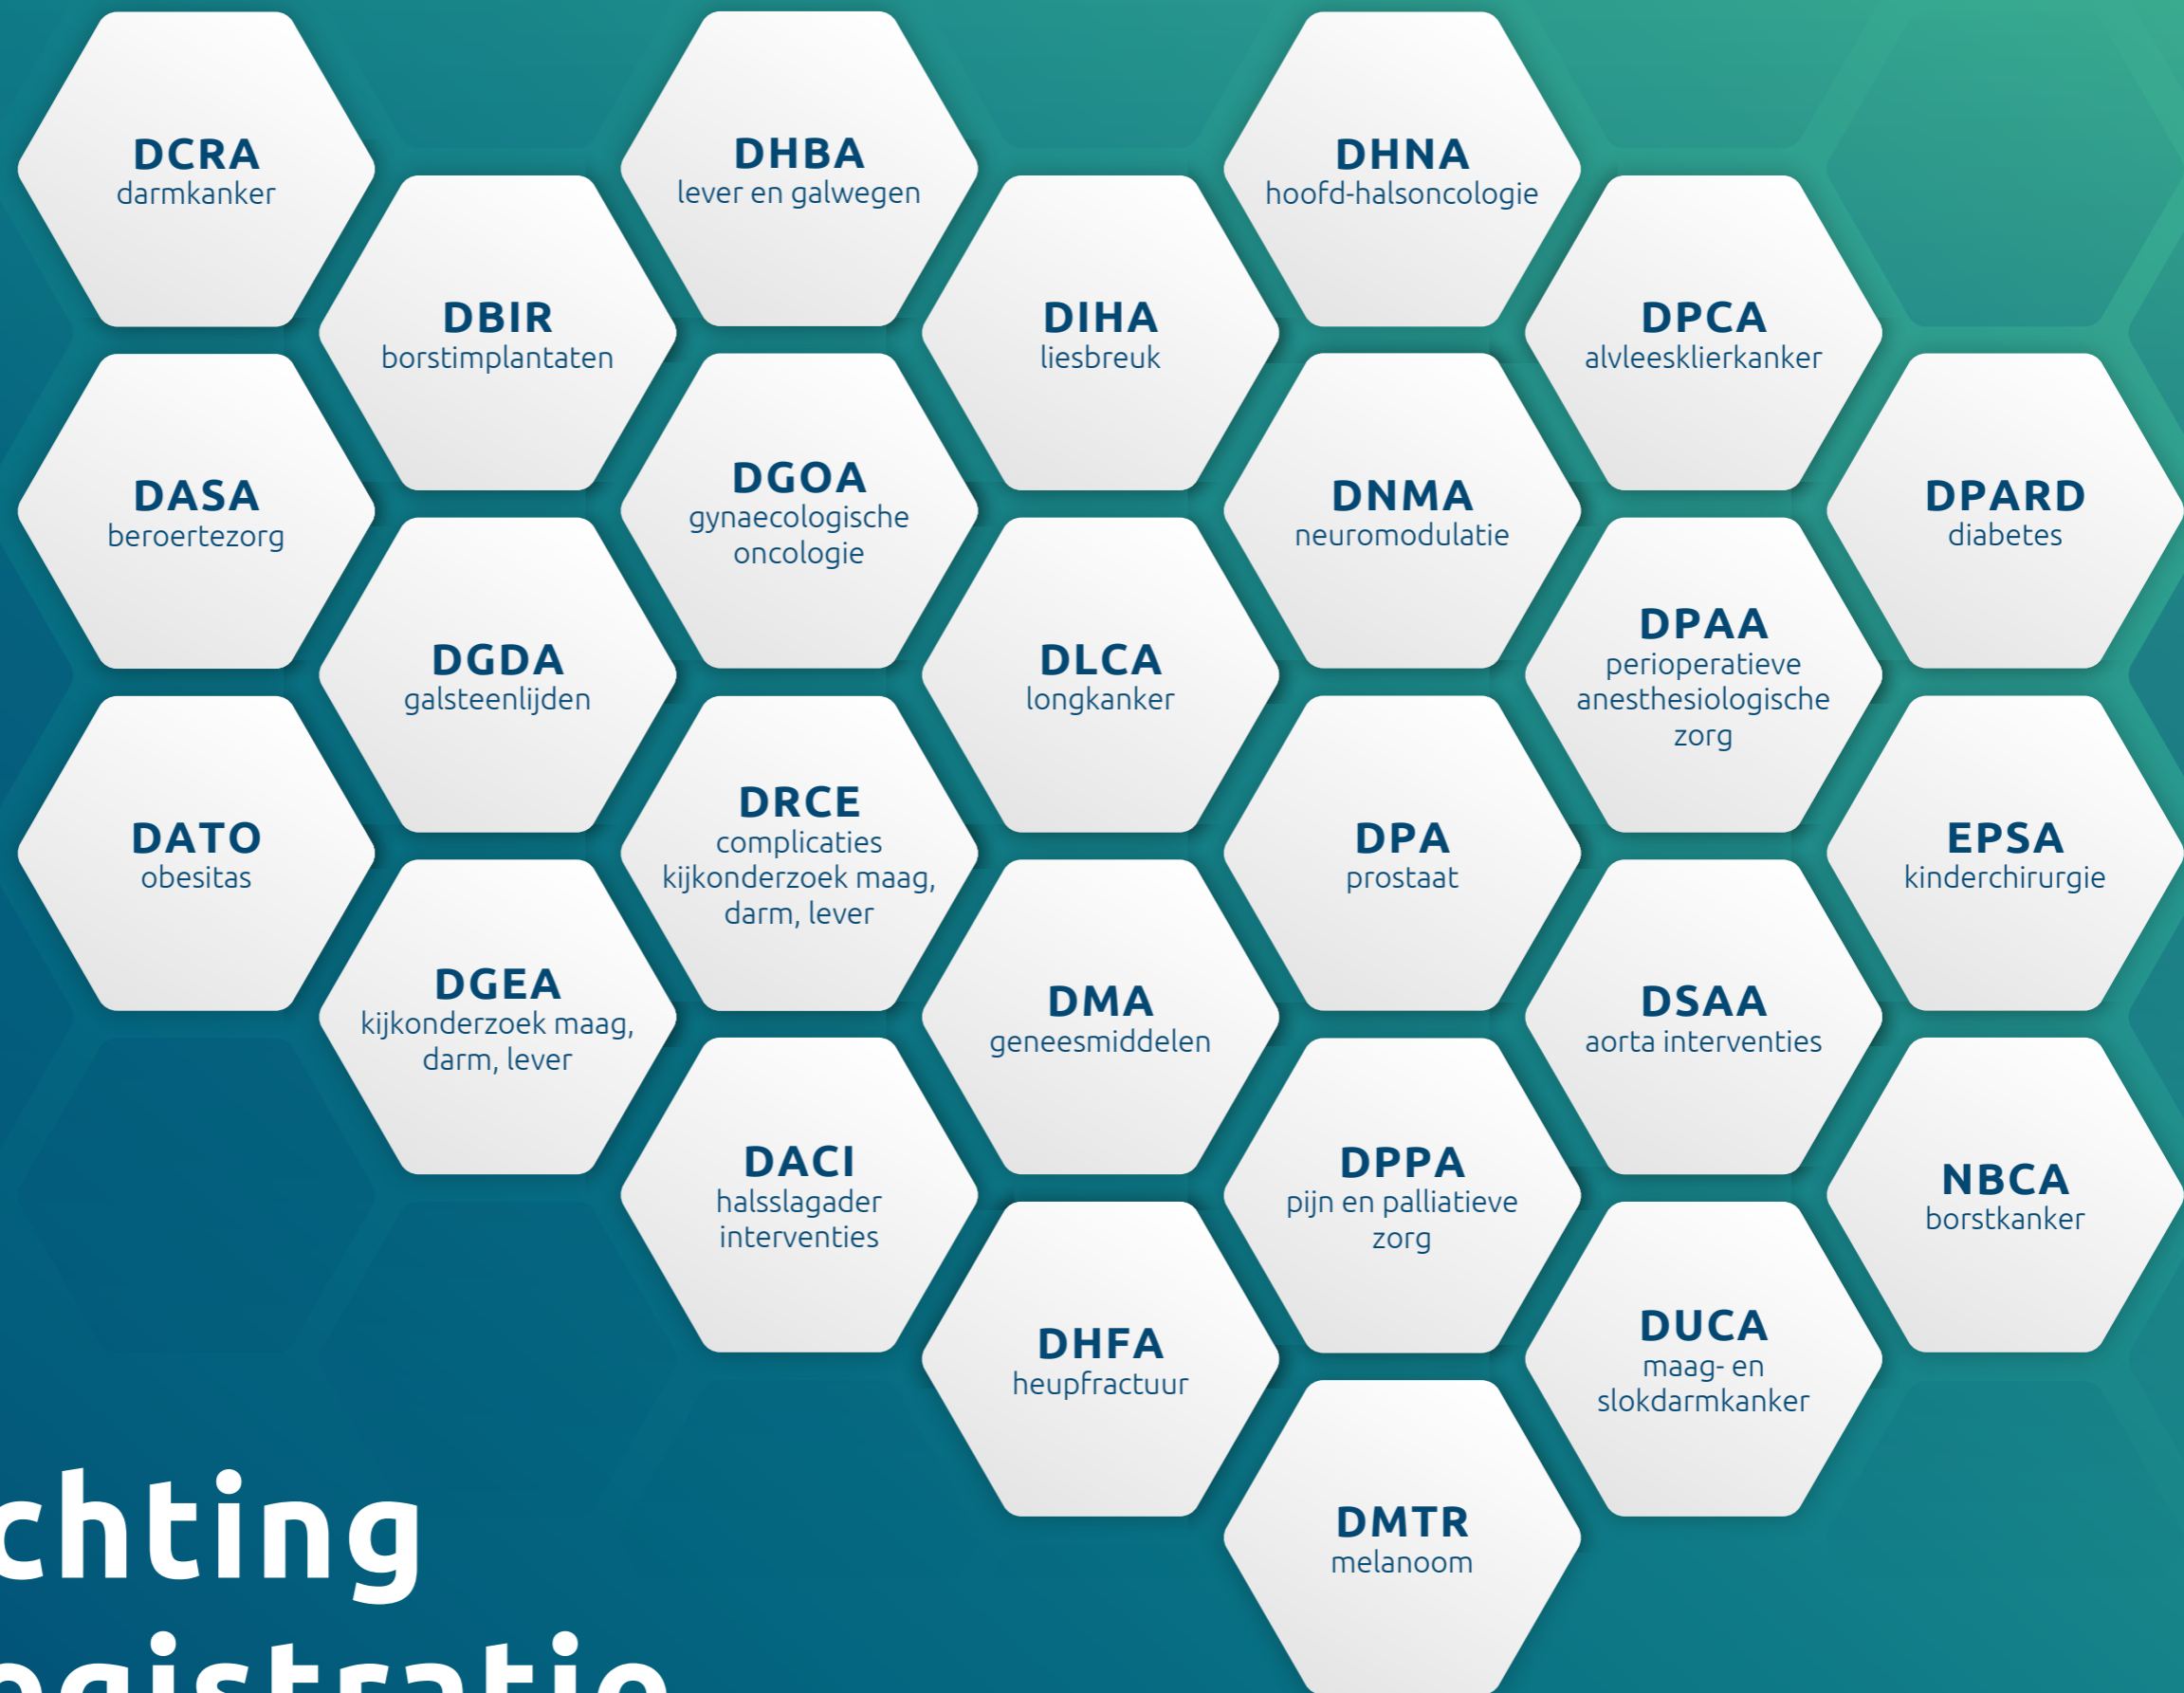 DCRA
darmkanker
DASA
beroertezorg
DATO
obesitas
DBIR
borstimplantaten
DGDA
galsteenlijden
DGEA
kijkonderzoek maag,
darm, lever
DHBA
lever en galwegen
DGOA
gynaecologische
oncologie
DRCE
complicaties
kijkonderzoek maag,
darm, lever
DACI
halsslagader
interventies
DIHA
liesbreuk
DLCA
longkanker
DMA
geneesmiddelen
DHFA
heupfractuur
DHNA
hoofd-halsoncologie
DNMA
neuromodulatie
DPA
prostaat
DPPA
pijn en palliatieve
zorg
DMTR
melanoom
DPCA
alvleesklierkanker
DPAA
perioperatieve
anesthesiologische
zorg
DSAA
aorta interventies
DUCA
maag- en
slokdarmkanker
DPARD
diabetes
EPSA
kinderchirurgie
NBCA
borstkanker
chting
egistratie